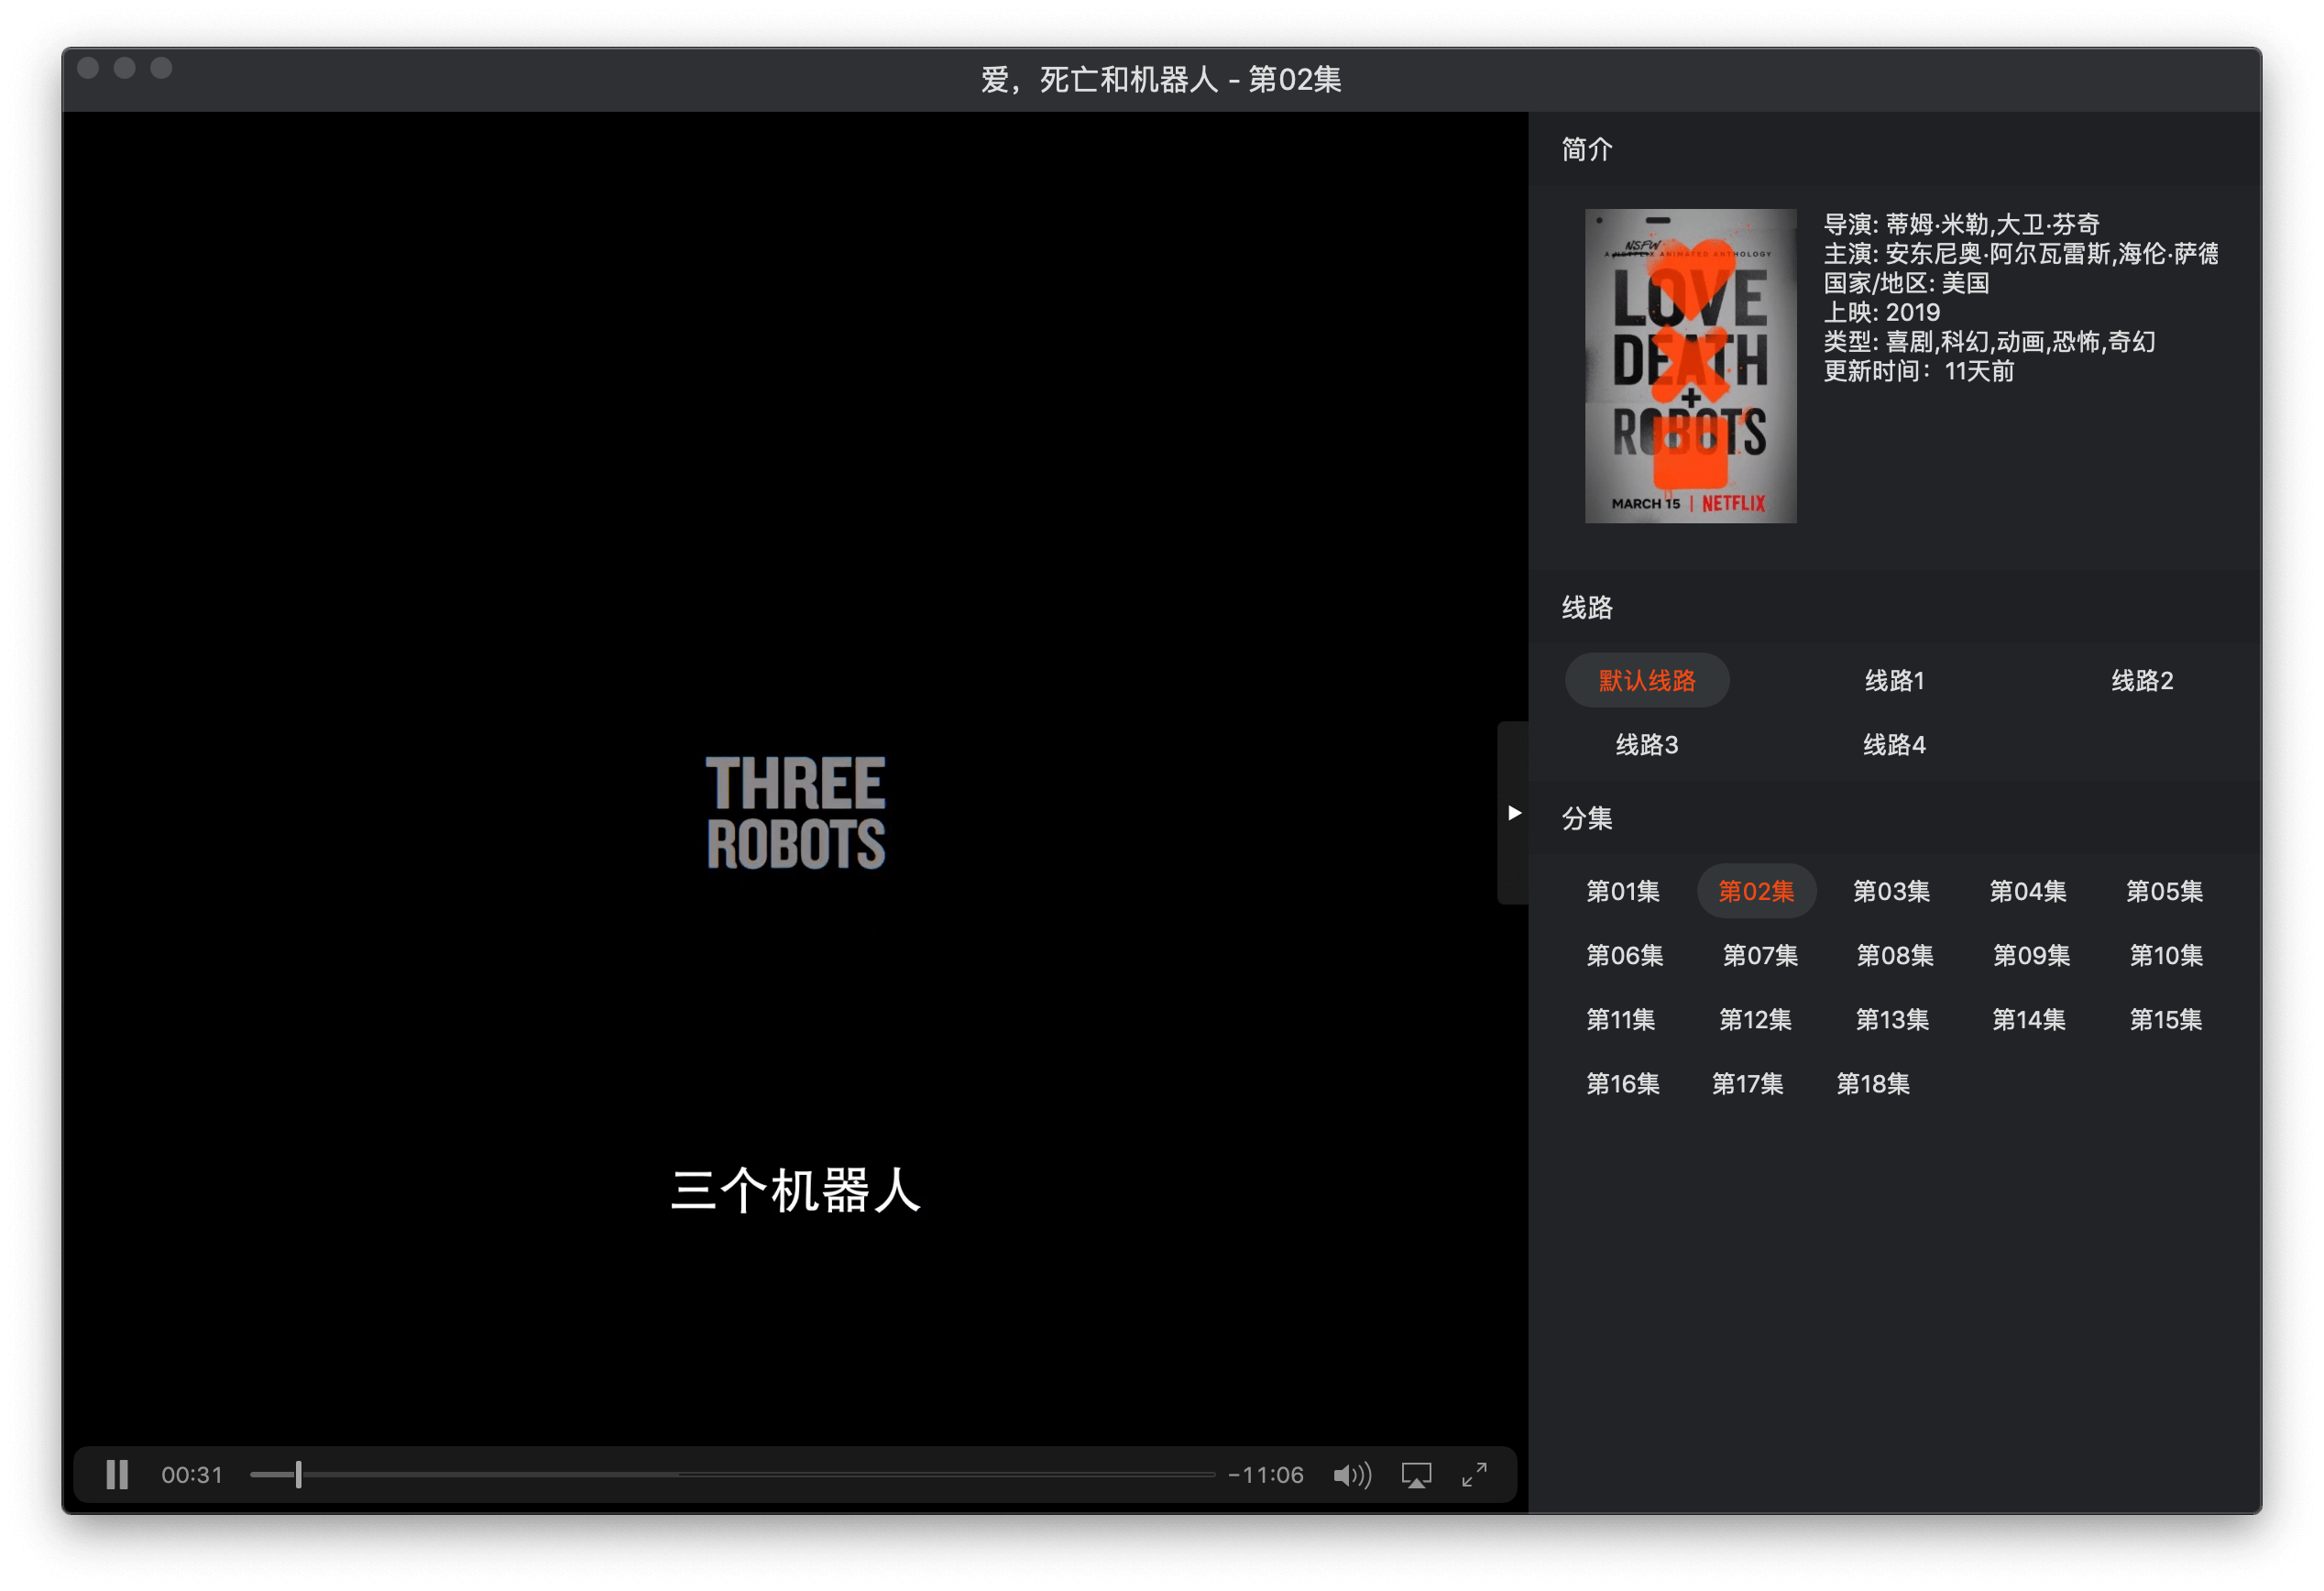 爱，死亡和机器人 - 第02集
THREE
ROBOTS
三个机器人
00:31
-11:06
简介
NSFW
A NETFLIX ANIMATED ANTHOLOGY
LOVE
DEATH
+
ROBOTS
MARCH 15 | NETFLIX
导演: 蒂姆·米勒,大卫·芬奇
主演: 安东尼奥·阿尔瓦雷斯,海伦·萨德
国家/地区: 美国
上映: 2019
类型: 喜剧,科幻,动画,恐怖,奇幻
更新时间：11天前
线路
默认线路 线路1 线路2
线路3 线路4
分集
第01集 第02集 第03集 第04集 第05集
第06集 第07集 第08集 第09集 第10集
第11集 第12集 第13集 第14集 第15集
第16集 第17集 第18集